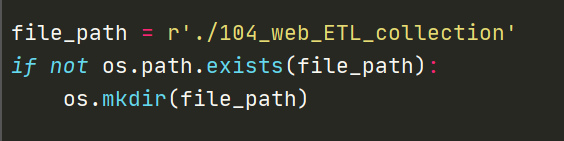 file_path = r'./104_web_ETL_collection'
if not os.path.exists(file_path):
    os.mkdir(file_path)